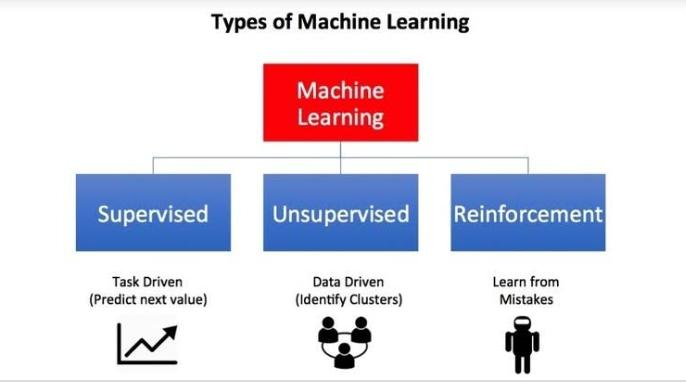 Types of Machine Learning
Machine
Learning
Supervised
Unsupervised
Reinforcement
Task Driven
(Predict next value)
Data Driven
(Identify Clusters)
Learn from
Mistakes